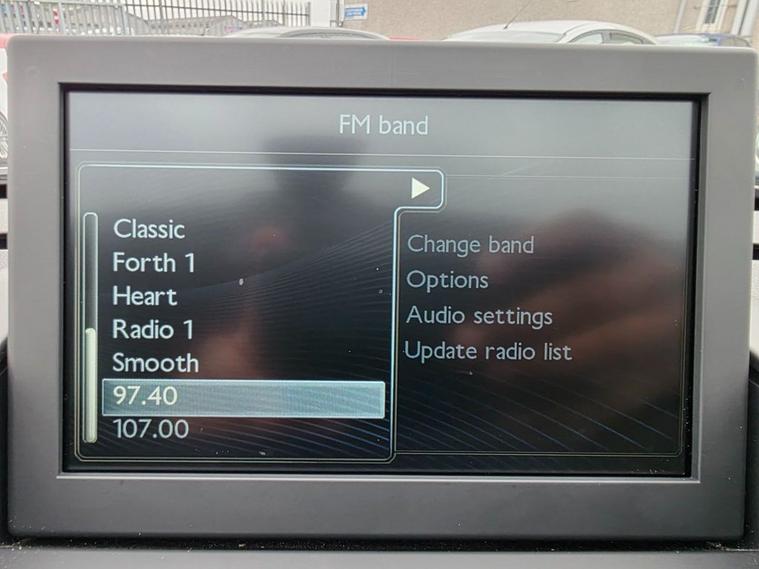 FM band
Classic
Forth 1
Heart
Radio 1
Smooth
97.40
107.00
Change band
Options
Audio settings
Update radio list